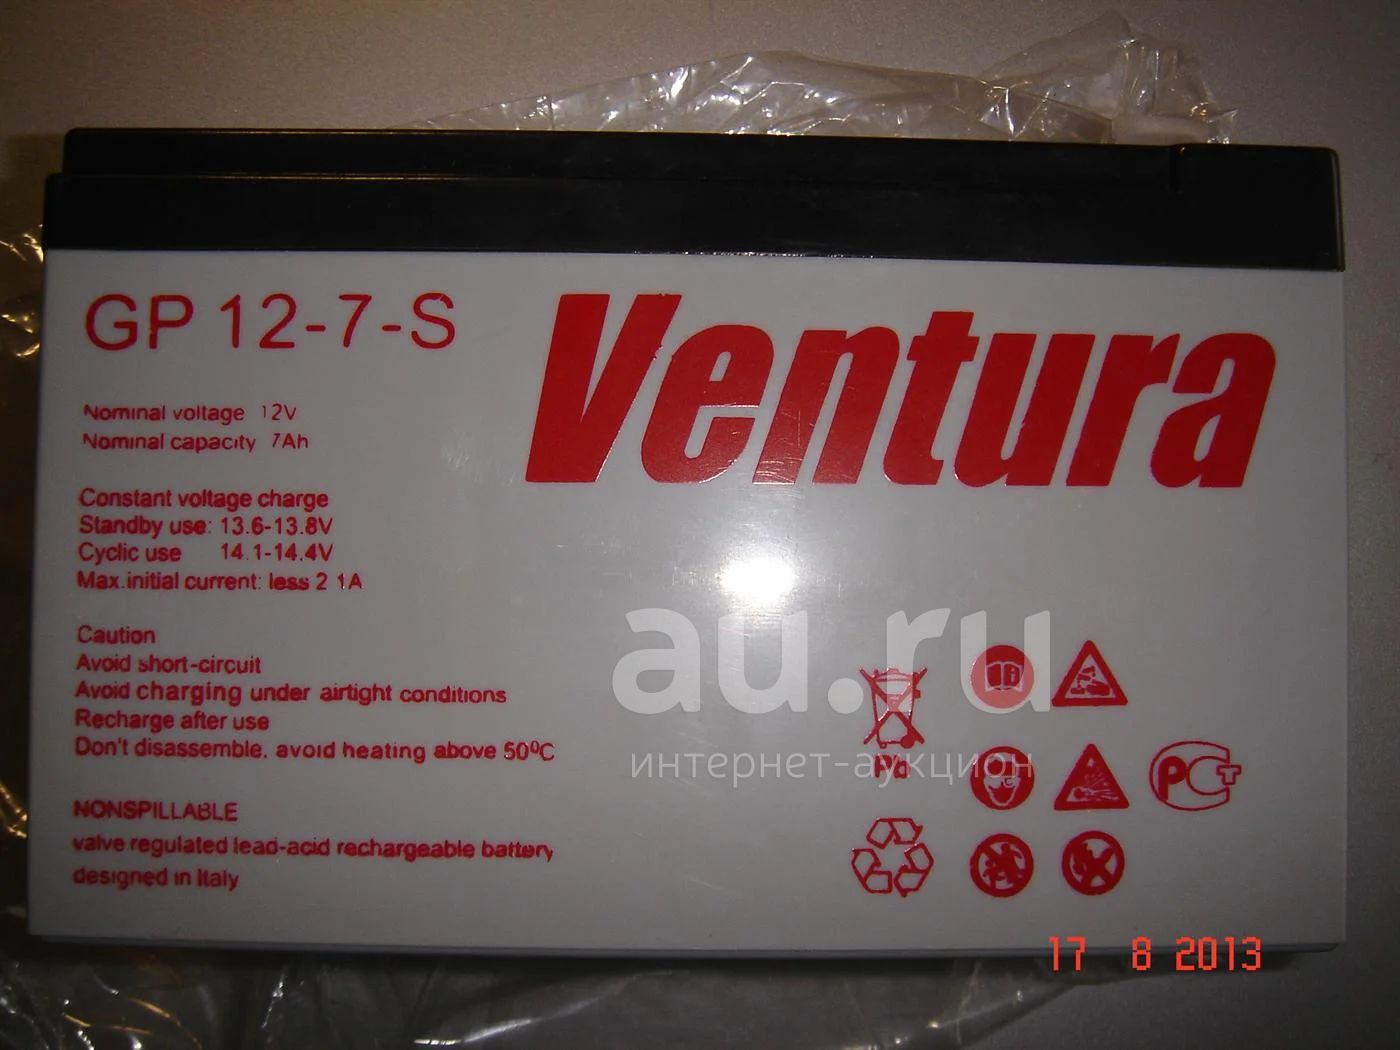 GP 12-7-S
Ventura
Nominal voltage 12V
Nominal capacity 7Ah
Constant voltage charge
Standby use: 13.6-13.8V
Cyclic use 14.1-14.4V
Max.initial current: less 2 1A
Caution
Avoid short-circuit
Avoid charging under airtight conditions
Recharge after use
Don't disassemble. avoid heating above 50⁰C
NONSPILLABLE
valve regulated lead-acid rechargeable battery
designed in Italy
Pb
РСТ
au.ru
интернет-аукцион
17 8 2013